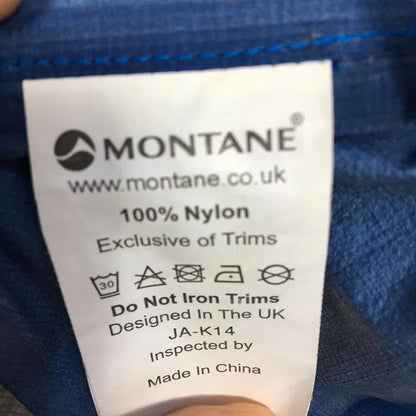 MONTANE®
www.montane.co.uk
100% Nylon
Exclusive of Trims
30
Do Not Iron Trims
Designed In The UK
JA-K14
Inspected by
Made In China